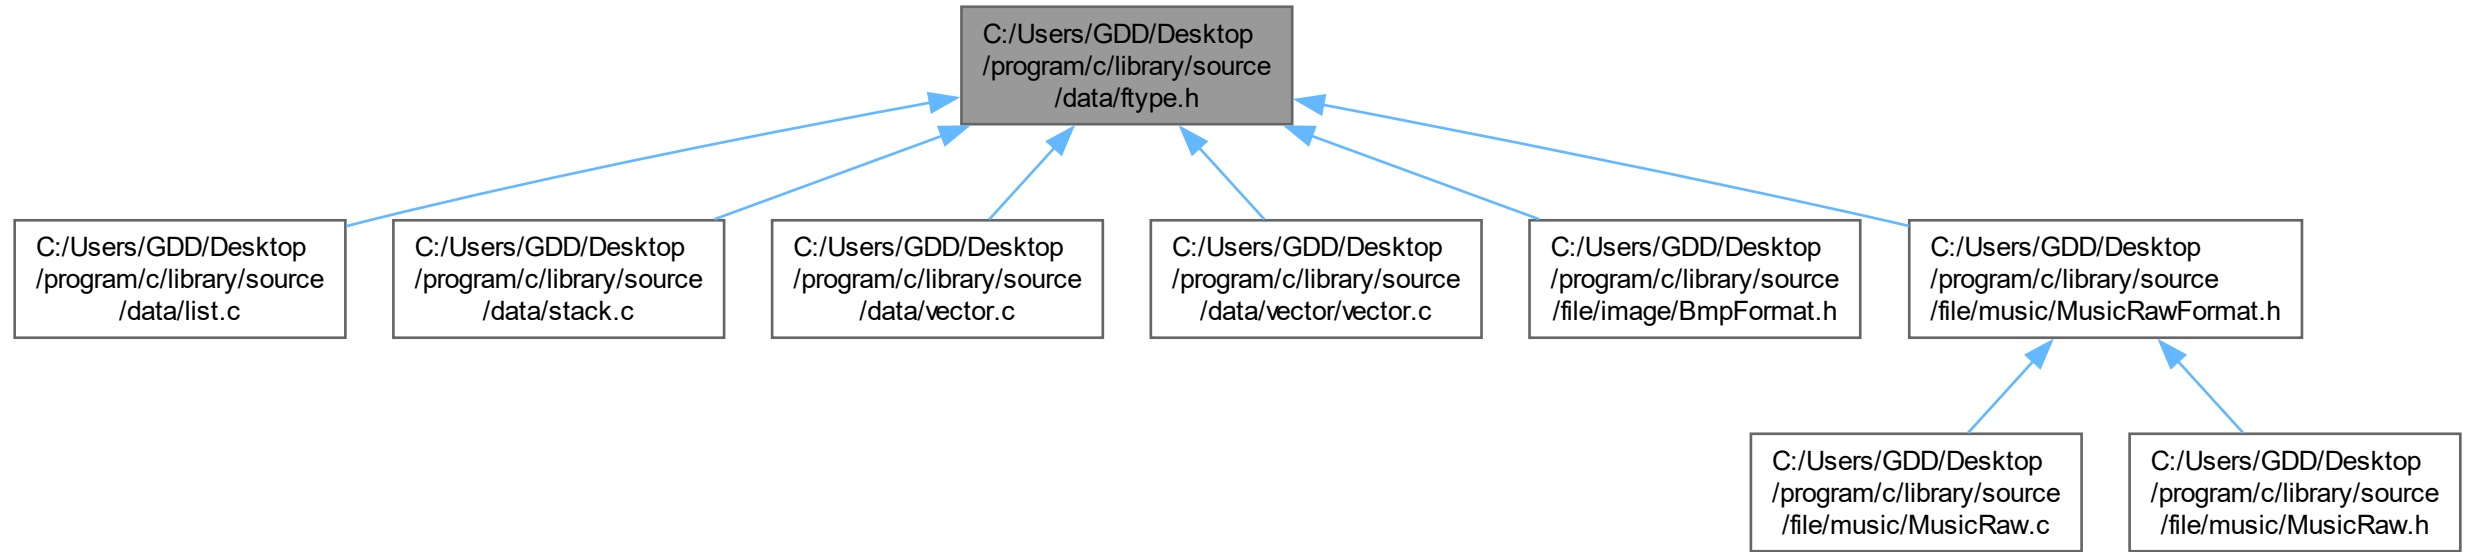 C:/Users/GDD/Desktop
/program/c/library/source
/data/ftype.h
C:/Users/GDD/Desktop
/program/c/library/source
/data/list.c
C:/Users/GDD/Desktop
/program/c/library/source
/data/stack.c
C:/Users/GDD/Desktop
/program/c/library/source
/data/vector.c
C:/Users/GDD/Desktop
/program/c/library/source
/data/vector/vector.c
C:/Users/GDD/Desktop
/program/c/library/source
/file/image/BmpFormat.h
C:/Users/GDD/Desktop
/program/c/library/source
/file/music/MusicRawFormat.h
C:/Users/GDD/Desktop
/program/c/library/source
/file/music/MusicRaw.c
C:/Users/GDD/Desktop
/program/c/library/source
/file/music/MusicRaw.h